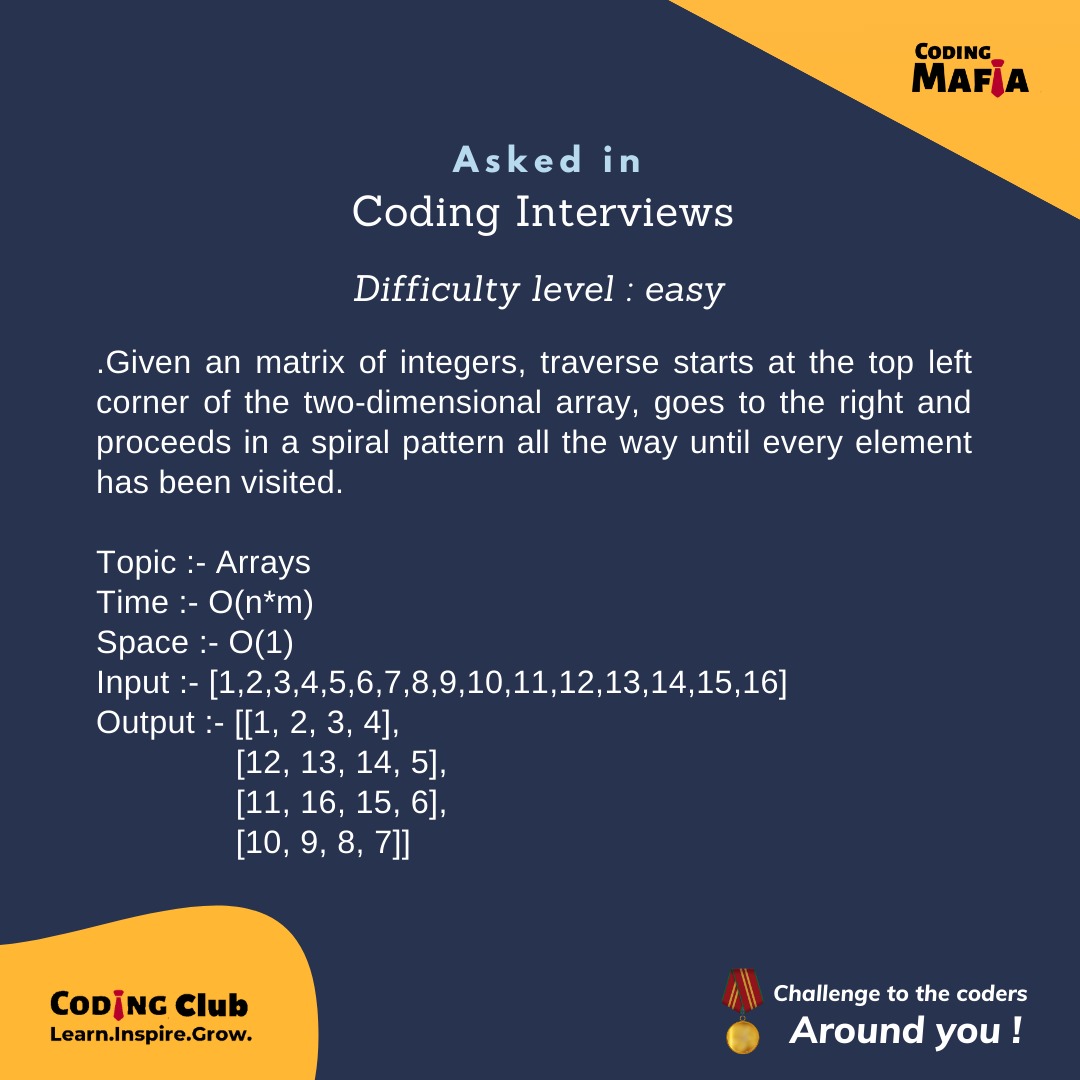 CODING
MAFIA
Asked in
Coding Interviews
Difficulty level : easy
.Given an matrix of integers, traverse starts at the top left
corner of the two-dimensional array, goes to the right and
proceeds in a spiral pattern all the way until every element
has been visited.
Topic :- Arrays
Time :- O(n*m)
Space :- O(1)
Input :- [1,2,3,4,5,6,7,8,9,10,11,12,13,14,15,16]
Output :- [[1, 2, 3, 4],
[12, 13, 14, 5],
[11, 16, 15, 6],
[10, 9, 8, 7]]
CODING Club
Learn.Inspire.Grow.
Challenge to the coders
Around you !